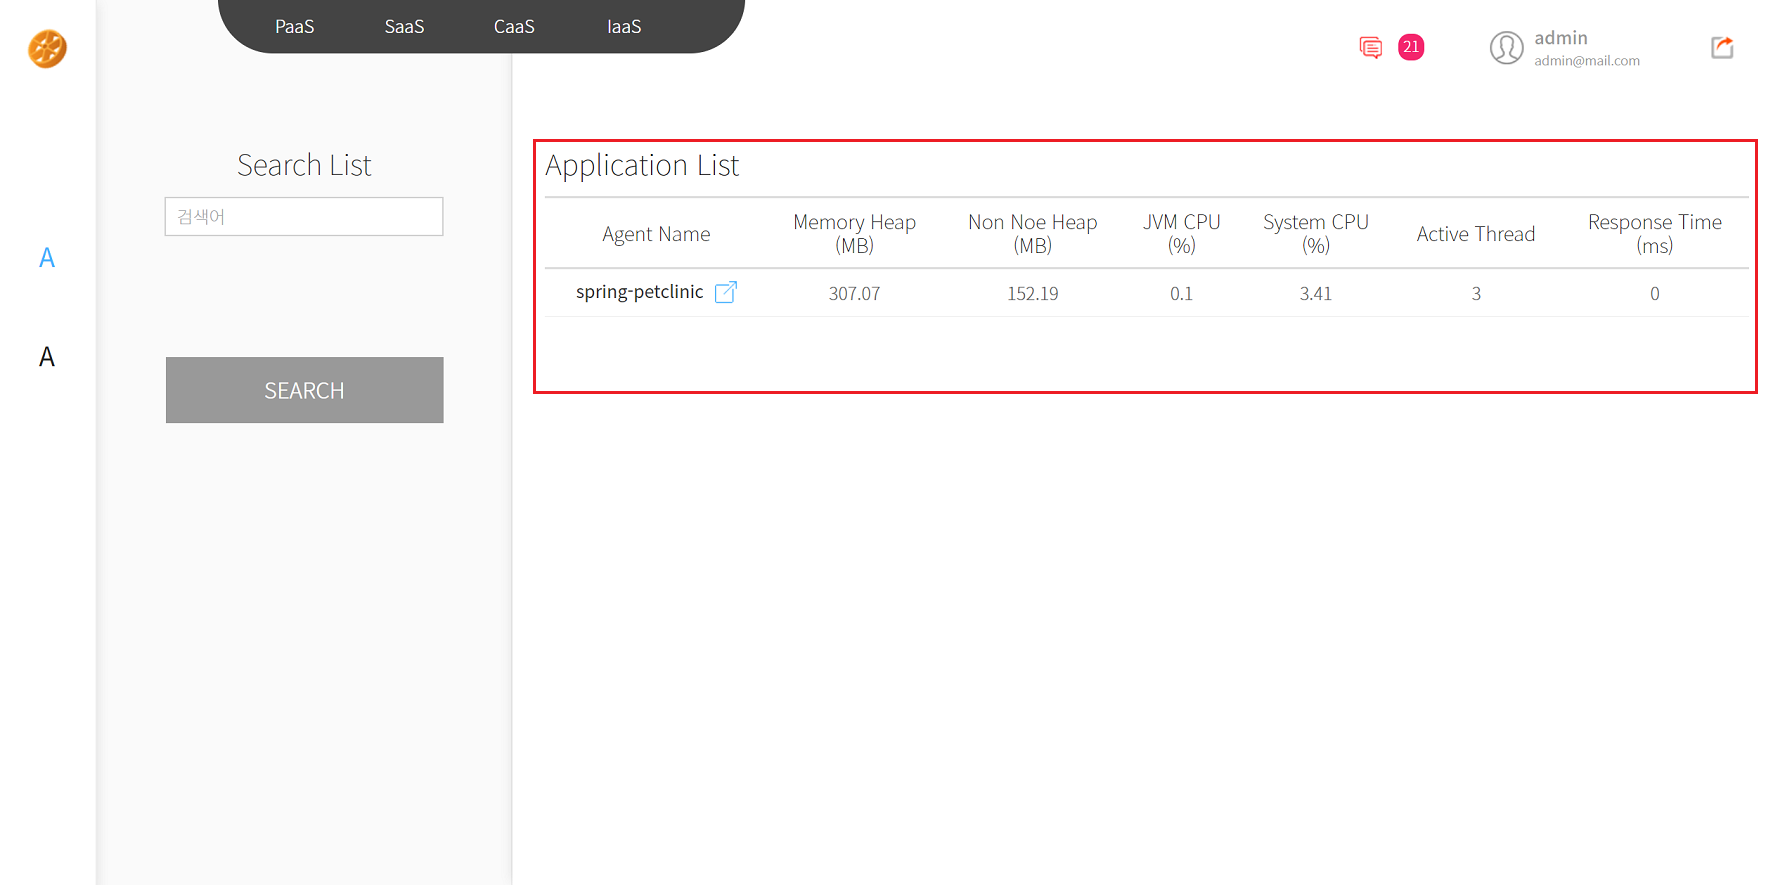 PaaS SaaS CaaS IaaS
21
admin
admin@mail.com
Search List
검색어
A
A
SEARCH
Application List
Agent Name Memory Heap (MB) Non Noe Heap (MB) JVM CPU (%) System CPU (%) Active Thread Response Time (ms)
spring-petclinic 307.07 152.19 0.1 3.41 3 0